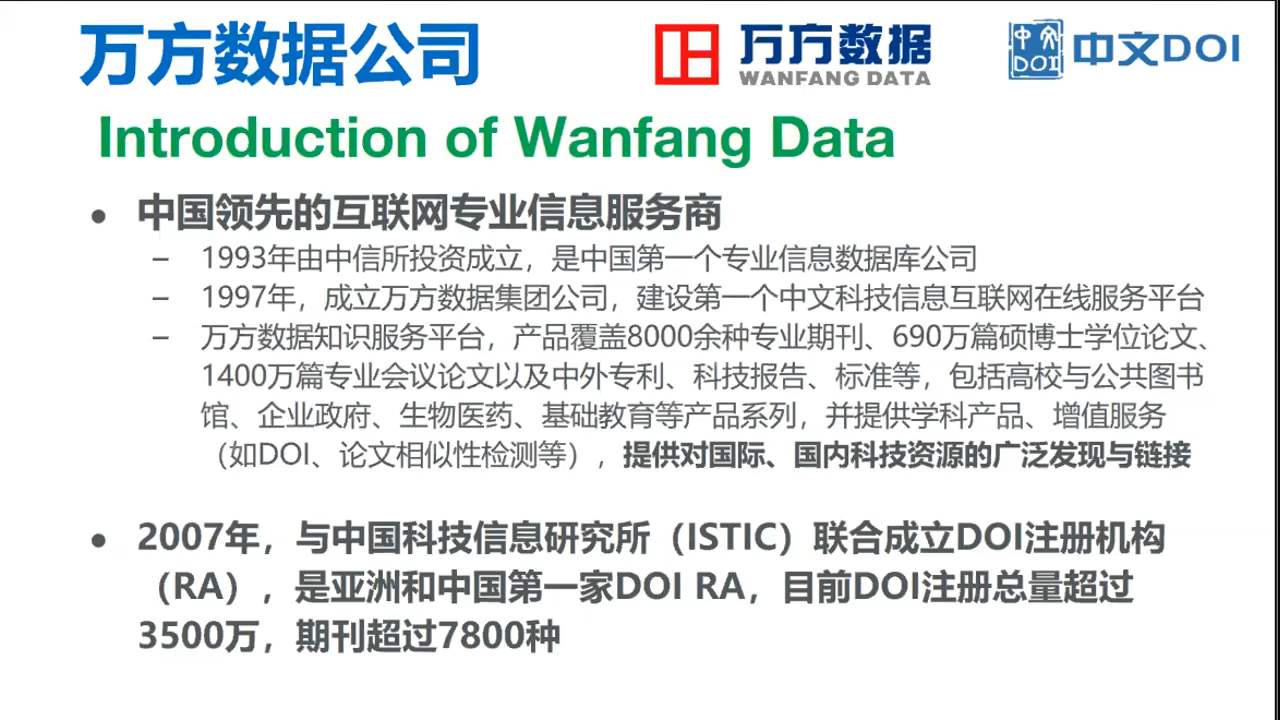 万方数据公司
万方数据
WANFANG DATA
中文
DOI
中文DOI
Introduction of Wanfang Data
• 中国领先的互联网专业信息服务商
– 1993年由中信所投资成立，是中国第一个专业信息数据库公司
– 1997年，成立万方数据集团公司，建设第一个中文科技信息互联网在线服务平台
– 万方数据知识服务平台，产品覆盖8000余种专业期刊、690万篇硕博士学位论文、
1400万篇专业会议论文以及中外专利、科技报告、标准等，包括高校与公共图书
馆、企业政府、生物医药、基础教育等产品系列，并提供学科产品、增值服务
（如DOI、论文相似性检测等），提供对国际、国内科技资源的广泛发现与链接
• 2007年，与中国科技信息研究所（ISTIC）联合成立DOI注册机构
（RA），是亚洲和中国第一家DOI RA，目前DOI注册总量超过
3500万，期刊超过7800种